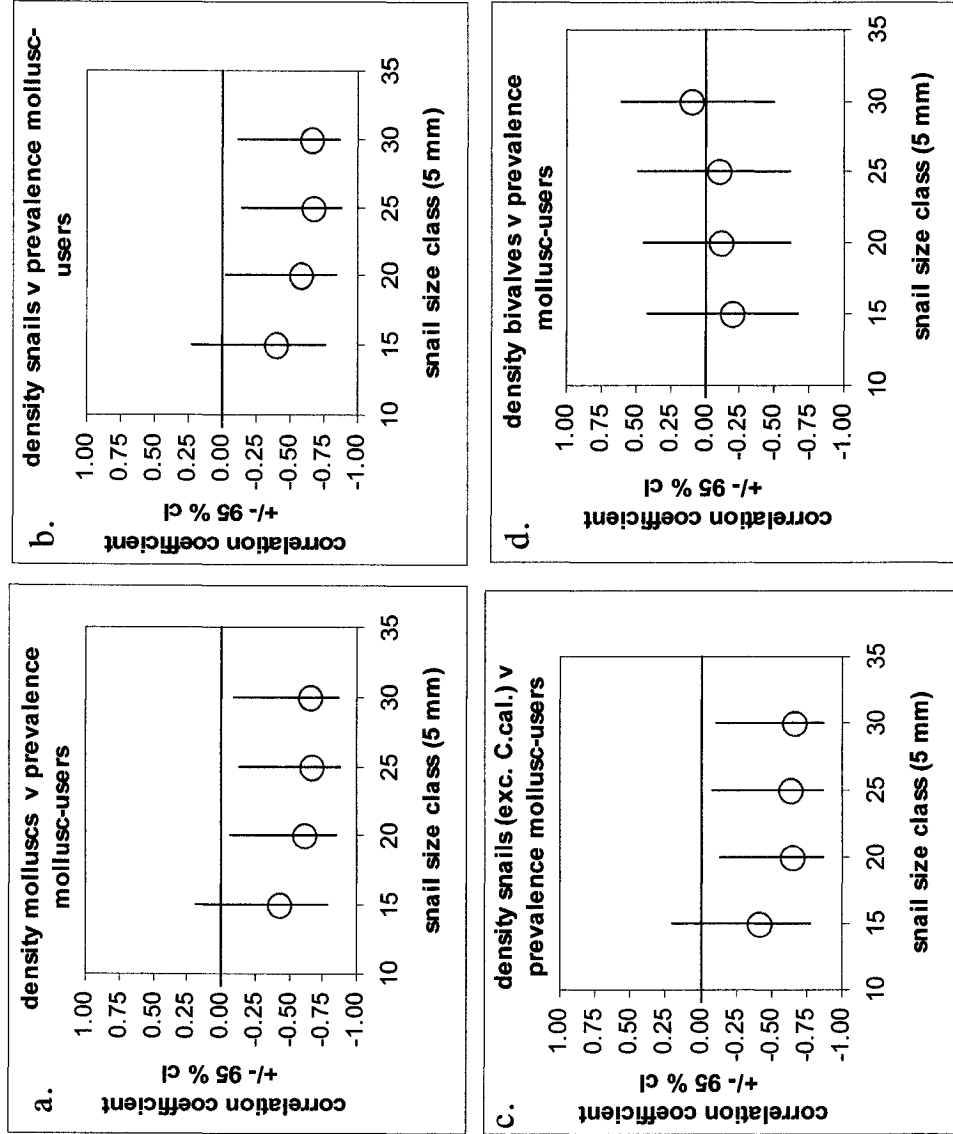 a.
density molluscs v prevalence
mollusc-users
1.00
0.75
0.50
0.25
0.00
-0.25
-0.50
-0.75
-1.00
correlation coefficient
+/- 95 % cl
10 15 20 25 30 35
snail size class (5 mm)
b.
density snails v prevalence mollusc-
users
1.00
0.75
0.50
0.25
0.00
-0.25
-0.50
-0.75
-1.00
correlation coefficient
+/- 95 % cl
10 15 20 25 30 35
snail size class (5 mm)
c.
density snails (exc. C.cal.) v
prevalence mollusc-users
1.00
0.75
0.50
0.25
0.00
-0.25
-0.50
-0.75
-1.00
correlation coefficient
+/- 95 % cl
10 15 20 25 30 35
snail size class (5 mm)
d.
density bivalves v prevalence
mollusc-users
1.00
0.75
0.50
0.25
0.00
-0.25
-0.50
-0.75
-1.00
correlation coefficient
+/- 95 % cl
10 15 20 25 30 35
snail size class (5 mm)